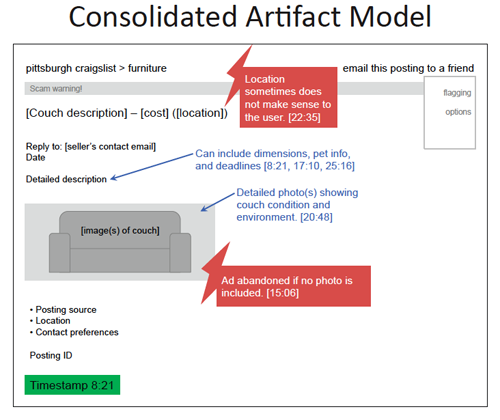 Consolidated Artifact Model
pittsburgh craigslist > furniture
email this posting to a friend
Scam warning!
Location
sometimes does
not make sense to
the user. [22:35]
flagging
options
[Couch description] – [cost] ([location])
Reply to: [seller's contact email]
Date
Can include dimensions, pet info,
and deadlines [8:21, 17:10, 25:16]
Detailed description
Detailed photo(s) showing
couch condition and
environment. [20:48]
[image(s) of couch]
Ad abandoned if no photo is
included. [15:06]
• Posting source
• Location
• Contact preferences
Posting ID
Timestamp 8:21